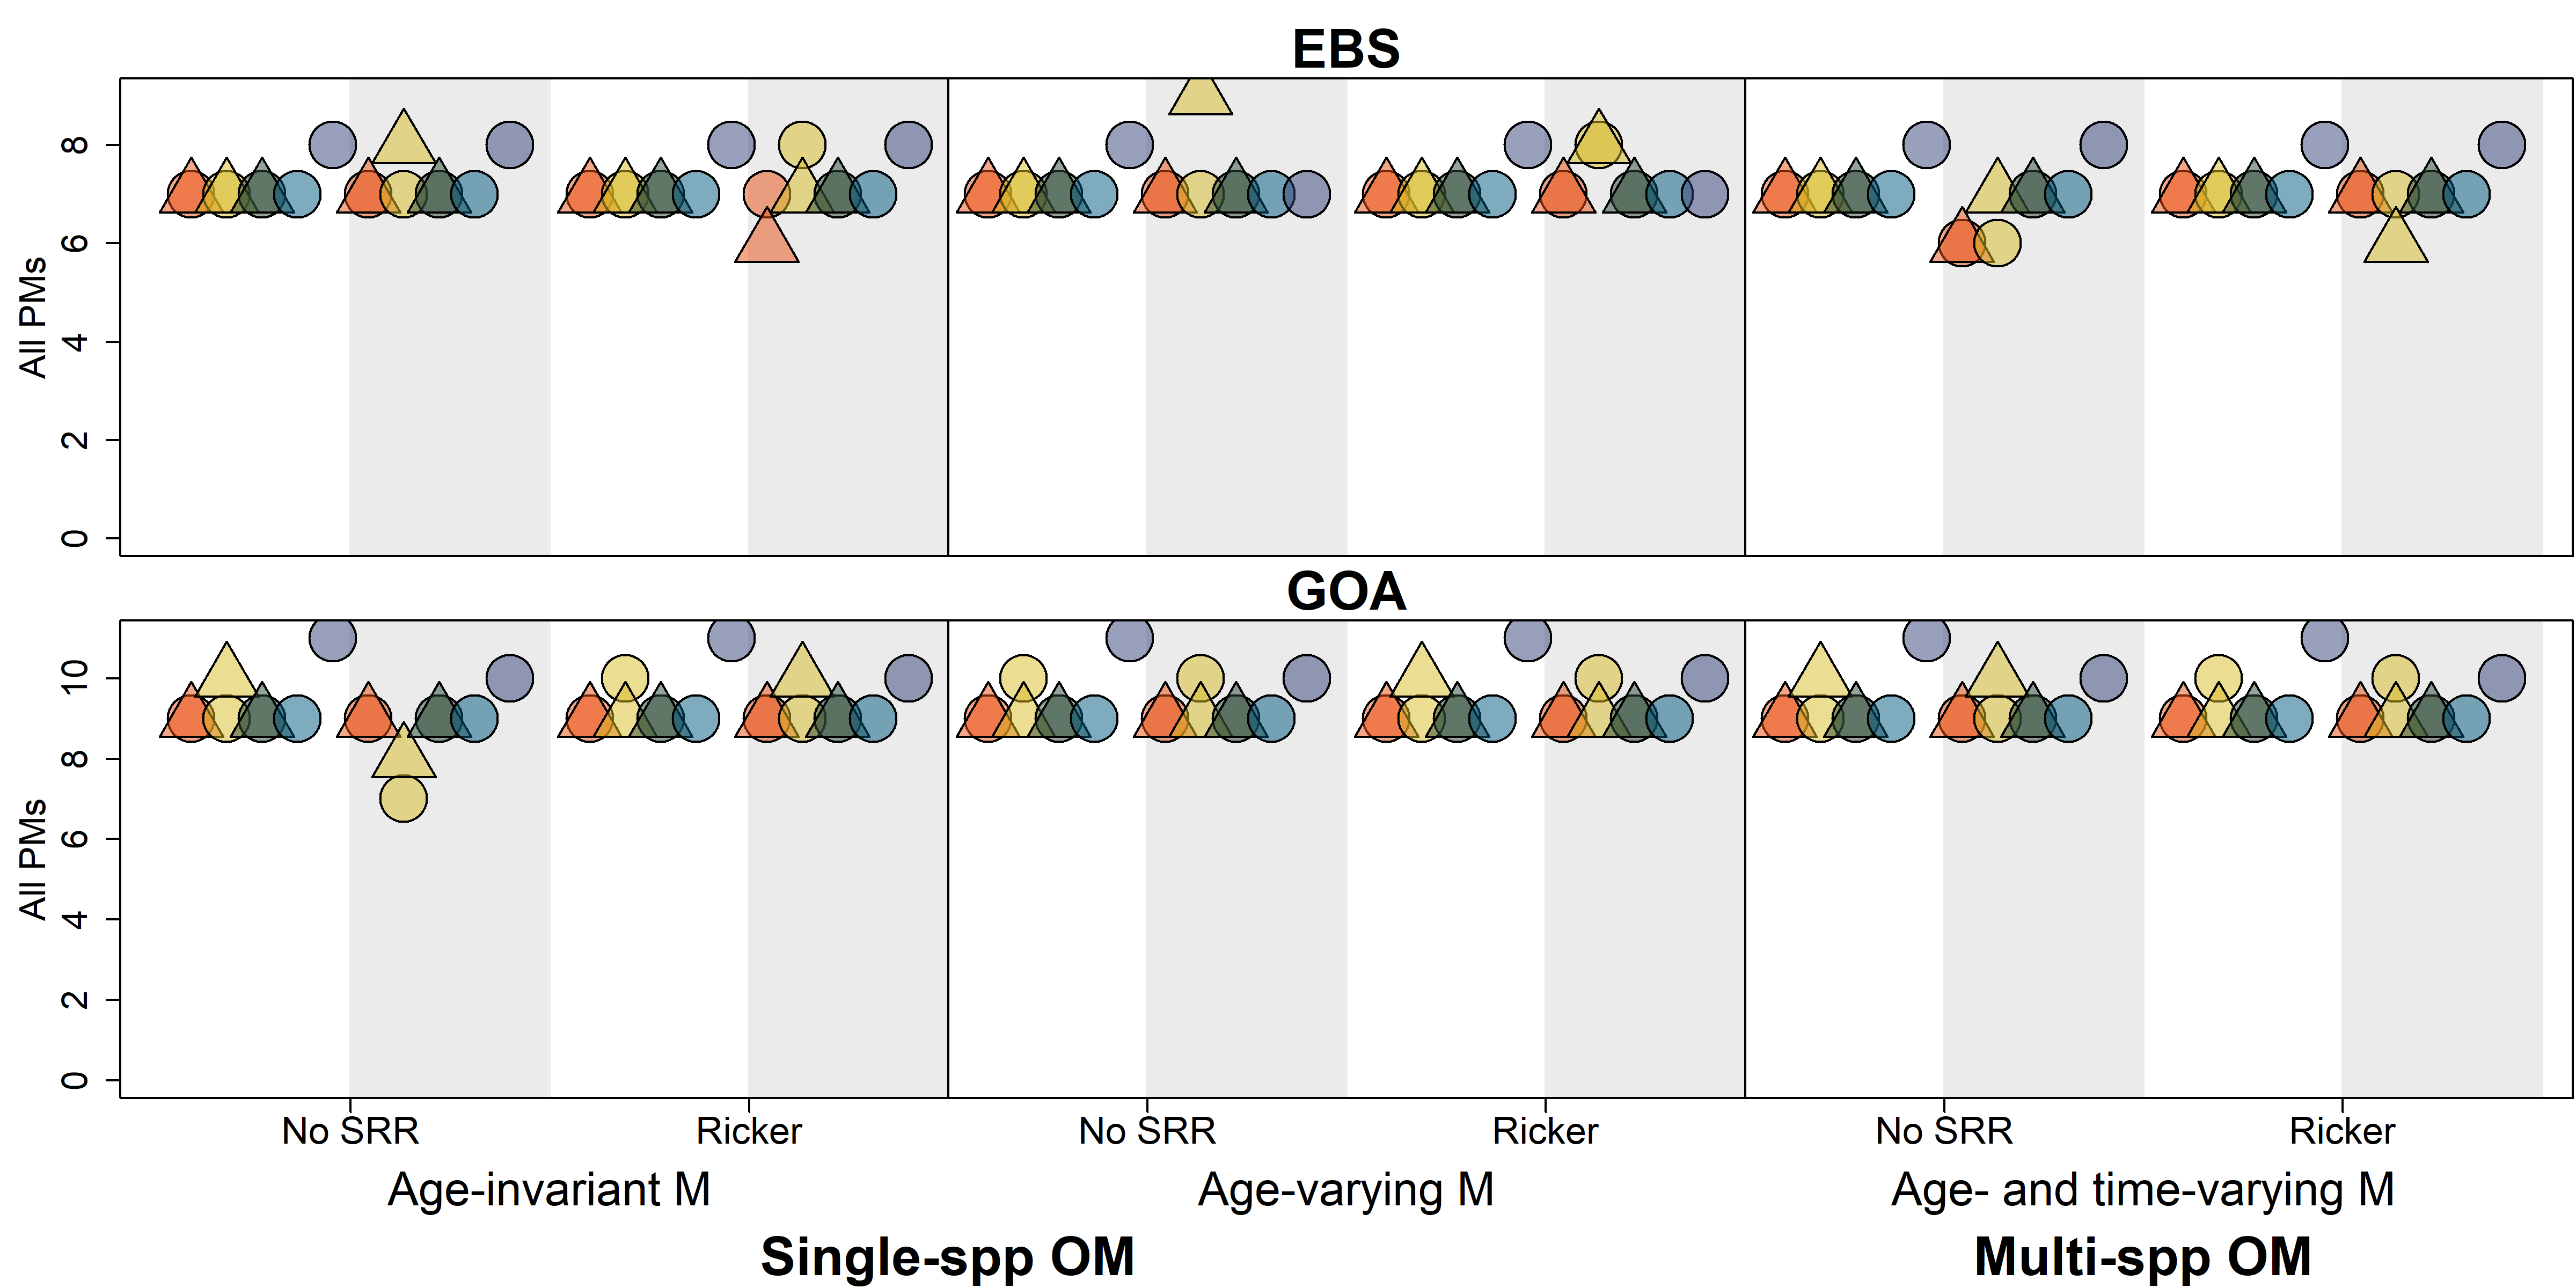 EBS
All PMs
8
6
4
2
0
GOA
All PMs
10
8
6
4
2
0
No SRR Ricker No SRR Ricker No SRR Ricker
Age-invariant M Age-varying M Age- and time-varying M
Single-spp OM Multi-spp OM